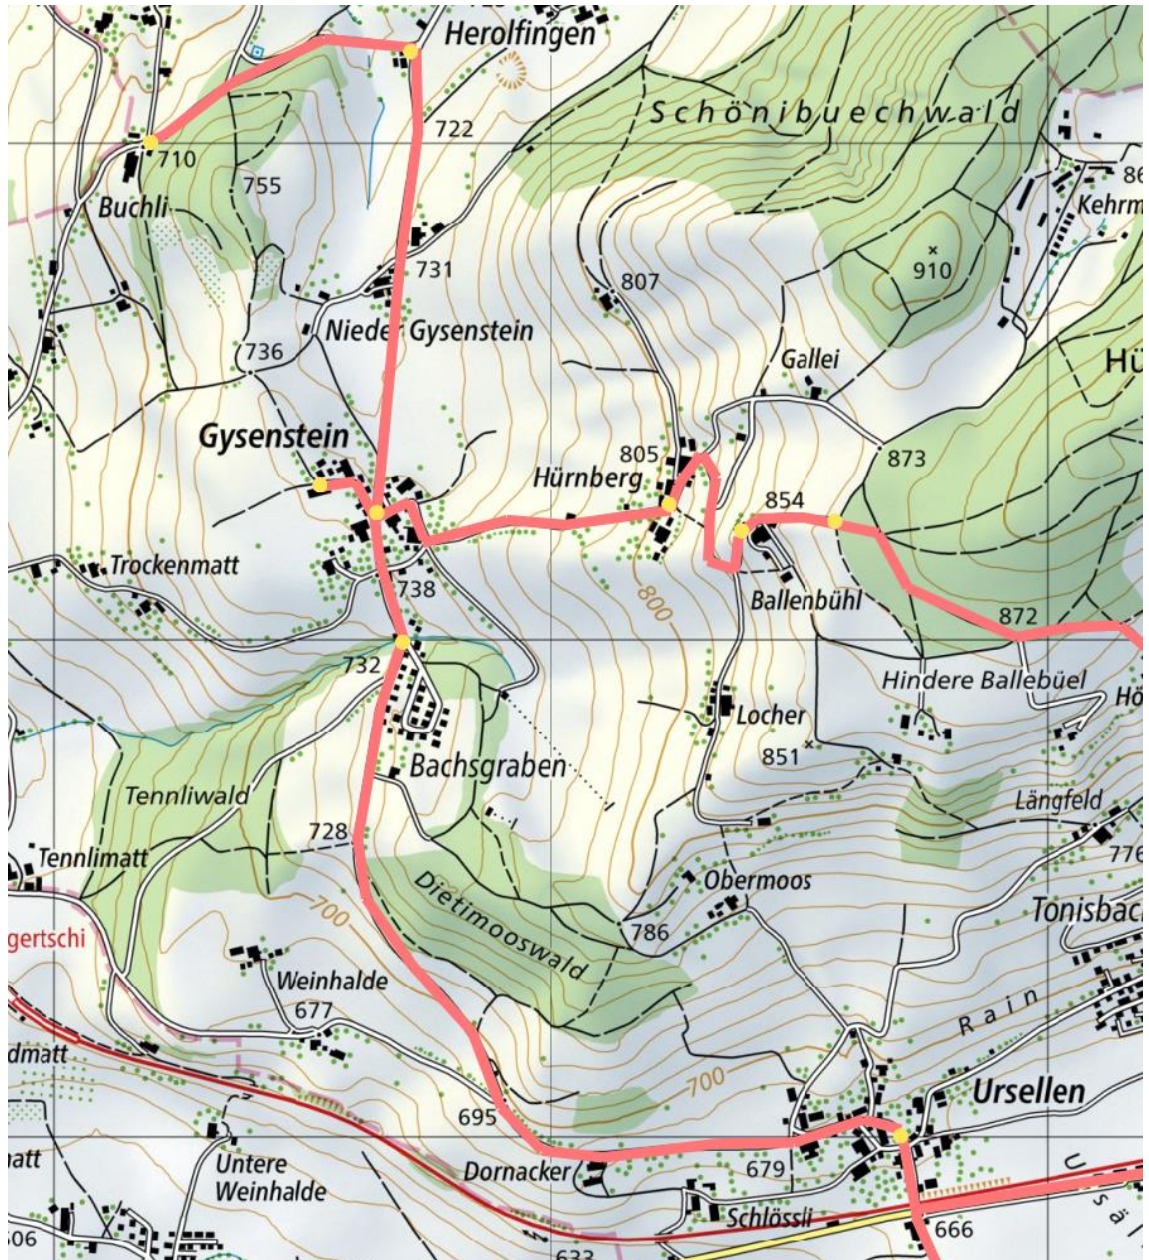 Herolfingen
Schönibuechwald
722
710
86
755
Buchli
Kehrm
731
807
910
Nieder Gysenstein
736
Gallei
Hü
Gysenstein
805
873
Hürnberg
854
Trockenmatt
738
800
Ballenbühl
872
732
Hindere Ballebüel
Hö
Locher
851
Bachsgraben
Tennliwald
Längfeld
728
776
Tennlimatt
Dietimooswald
Obermoos
700
Tonisbac
gertschi
786
Weinhalde
677
Rain
dmatt
700
Ursellen
695
att
Untere
Weinhalde
Dornacker
679
Schlössli
666
606
633